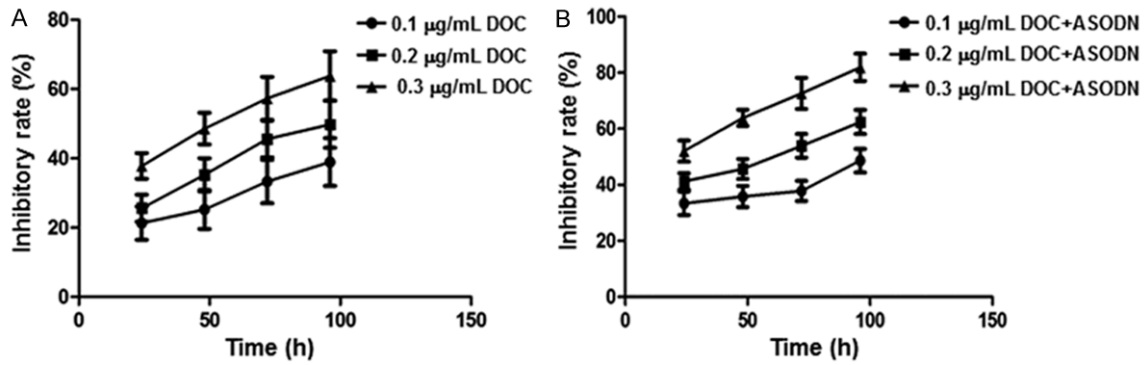 A
B
0.1 μg/mL DOC
0.2 μg/mL DOC
0.3 μg/mL DOC
Inhibitory rate (%)
80
60
40
20
0
0
50
100
150
Time (h)
0.1 μg/mL DOC+ASODN
0.2 μg/mL DOC+ASODN
0.3 μg/mL DOC+ASODN
Inhibitory rate (%)
100
80
60
40
20
0
0
50
100
150
Time (h)